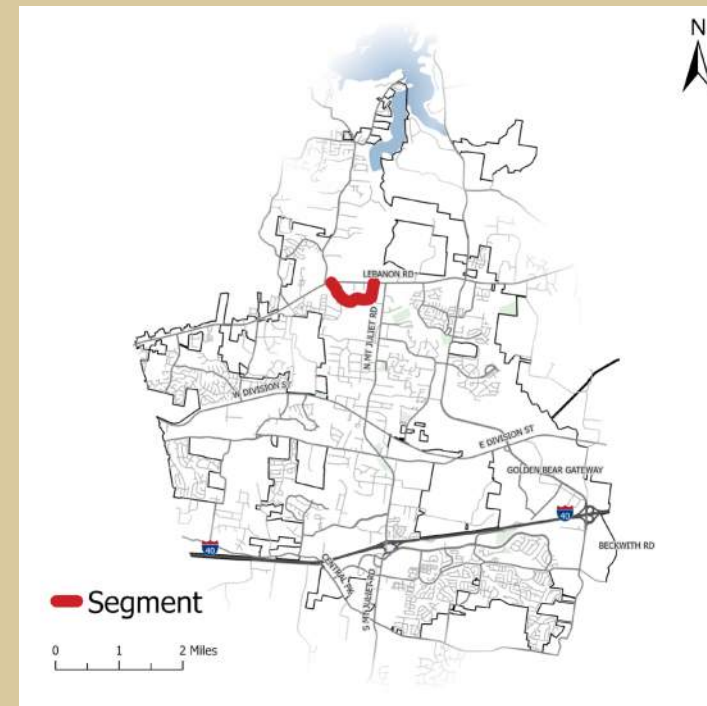 N
LEBANON RD
N MT JULIET RD
W DIVISION ST
E DIVISION ST
GOLDEN BEAR GATEWAY
40
BECKWITH RD
40
CENTRAL PIK
S MT JULIET RD
Segment
0 1 2 Miles